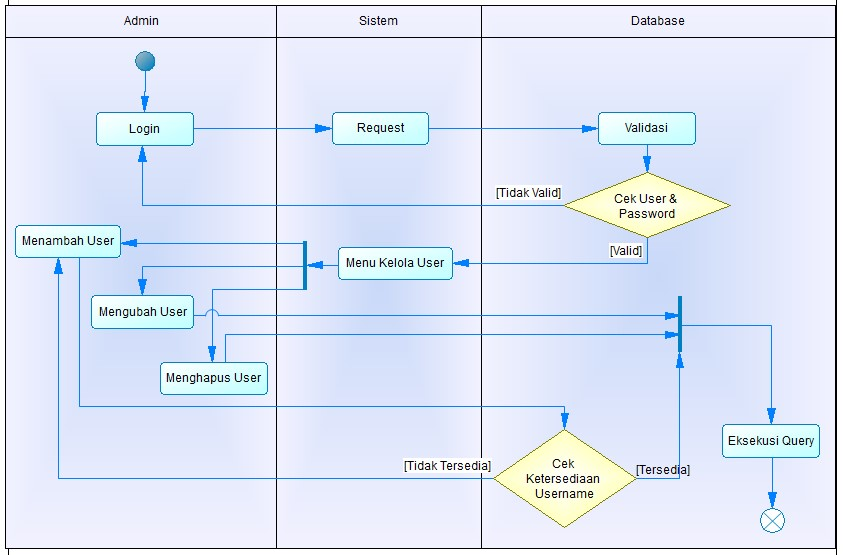 Admin
Sistem
Database
Login
Request
Validasi
[Tidak Valid]
Cek User &
Password
Menambah User
Menu Kelola User
[Valid]
Mengubah User
Menghapus User
Eksekusi Query
[Tidak Tersedia]
Cek
Ketersediaan
Username
[Tersedia]